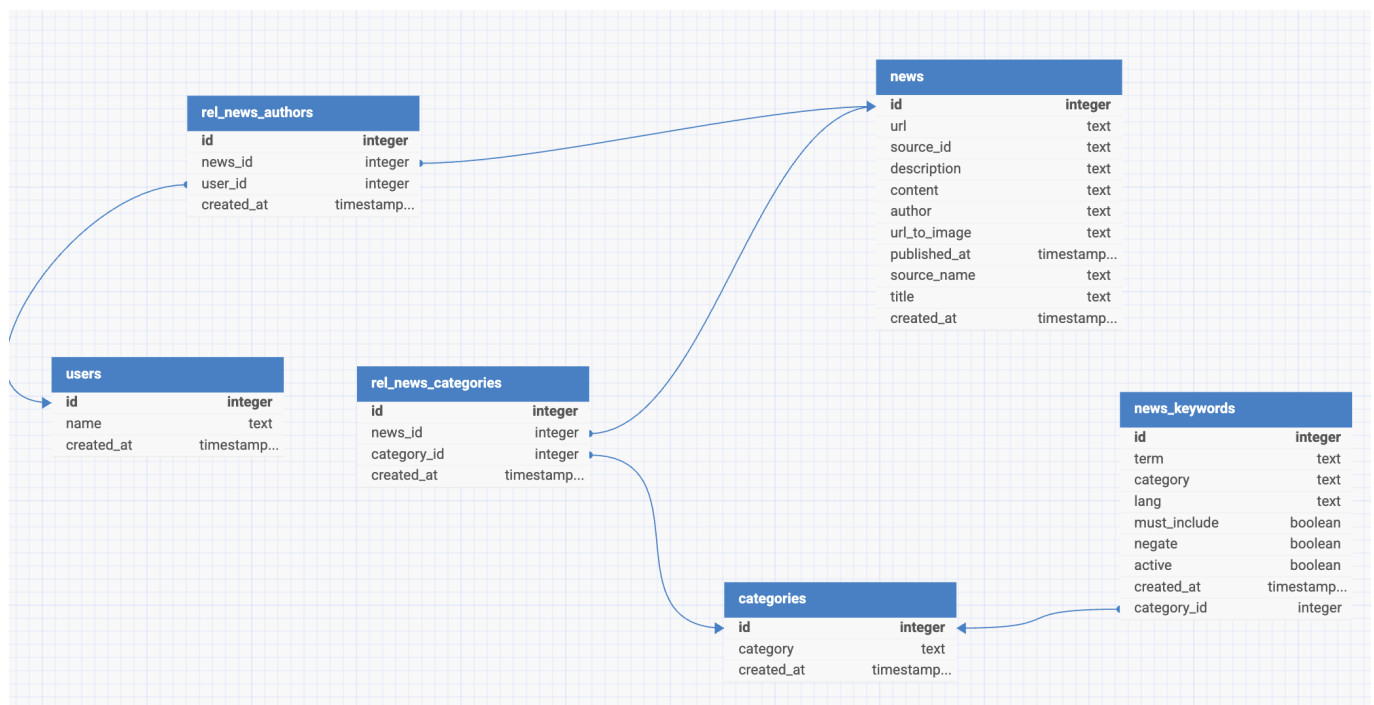 rel_news_authors
id integer
news_id integer
user_id integer
created_at timestamp...
news
id integer
url text
source_id text
description text
content text
author text
url_to_image text
published_at timestamp...
source_name text
title text
created_at timestamp...
users
id integer
name text
created_at timestamp...
rel_news_categories
id integer
news_id integer
category_id integer
created_at timestamp...
news_keywords
id integer
term text
category text
lang text
must_include boolean
negate boolean
active boolean
created_at timestamp...
category_id integer
categories
id integer
category text
created_at timestamp...